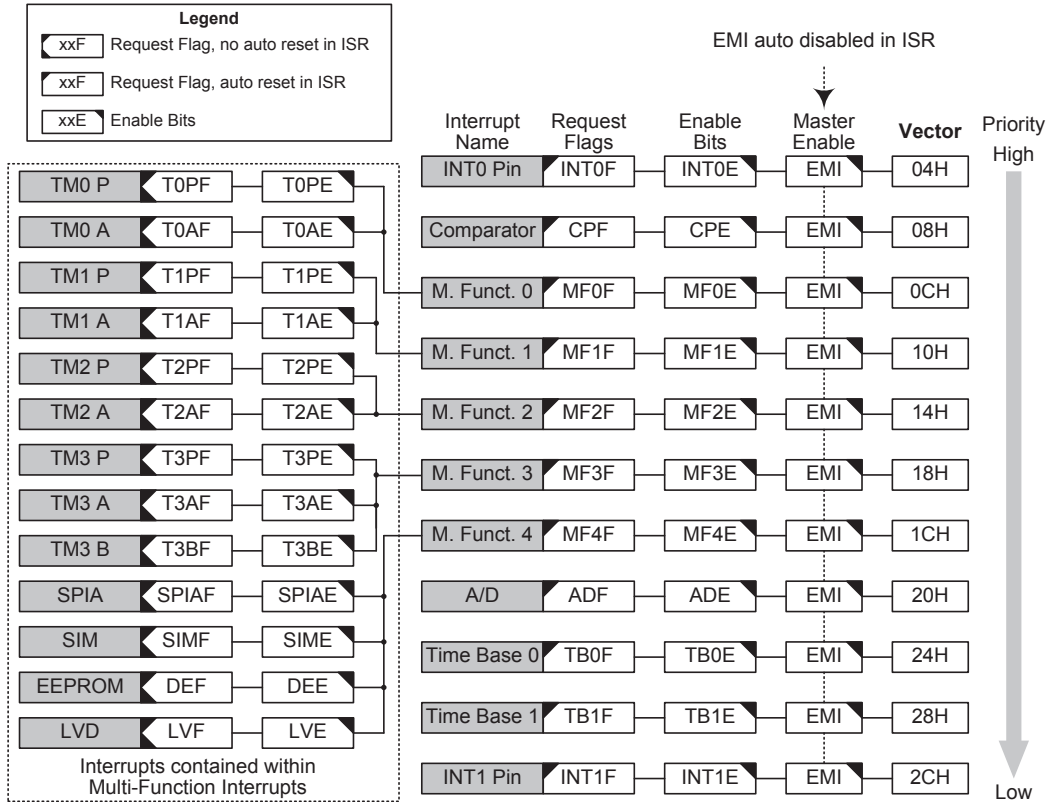 Legend
xxF Request Flag, no auto reset in ISR
xxF Request Flag, auto reset in ISR
xxE Enable Bits
EMI auto disabled in ISR
Interrupt Name Request Flags Enable Bits Master Enable Vector Priority
High
INT0 Pin INT0F INT0E EMI 04H
Comparator CPF CPE EMI 08H
M. Funct. 0 MF0F MF0E EMI 0CH
M. Funct. 1 MF1F MF1E EMI 10H
M. Funct. 2 MF2F MF2E EMI 14H
M. Funct. 3 MF3F MF3E EMI 18H
M. Funct. 4 MF4F MF4E EMI 1CH
A/D ADF ADE EMI 20H
Time Base 0 TB0F TB0E EMI 24H
Time Base 1 TB1F TB1E EMI 28H
INT1 Pin INT1F INT1E EMI 2CH
Low
TM0 P T0PF T0PE
TM0 A T0AF T0AE
TM1 P T1PF T1PE
TM1 A T1AF T1AE
TM2 P T2PF T2PE
TM2 A T2AF T2AE
TM3 P T3PF T3PE
TM3 A T3AF T3AE
TM3 B T3BF T3BE
SPIA SPIAF SPIAE
SIM SIMF SIME
EEPROM DEF DEE
LVD LVF LVE
Interrupts contained within
Multi-Function Interrupts